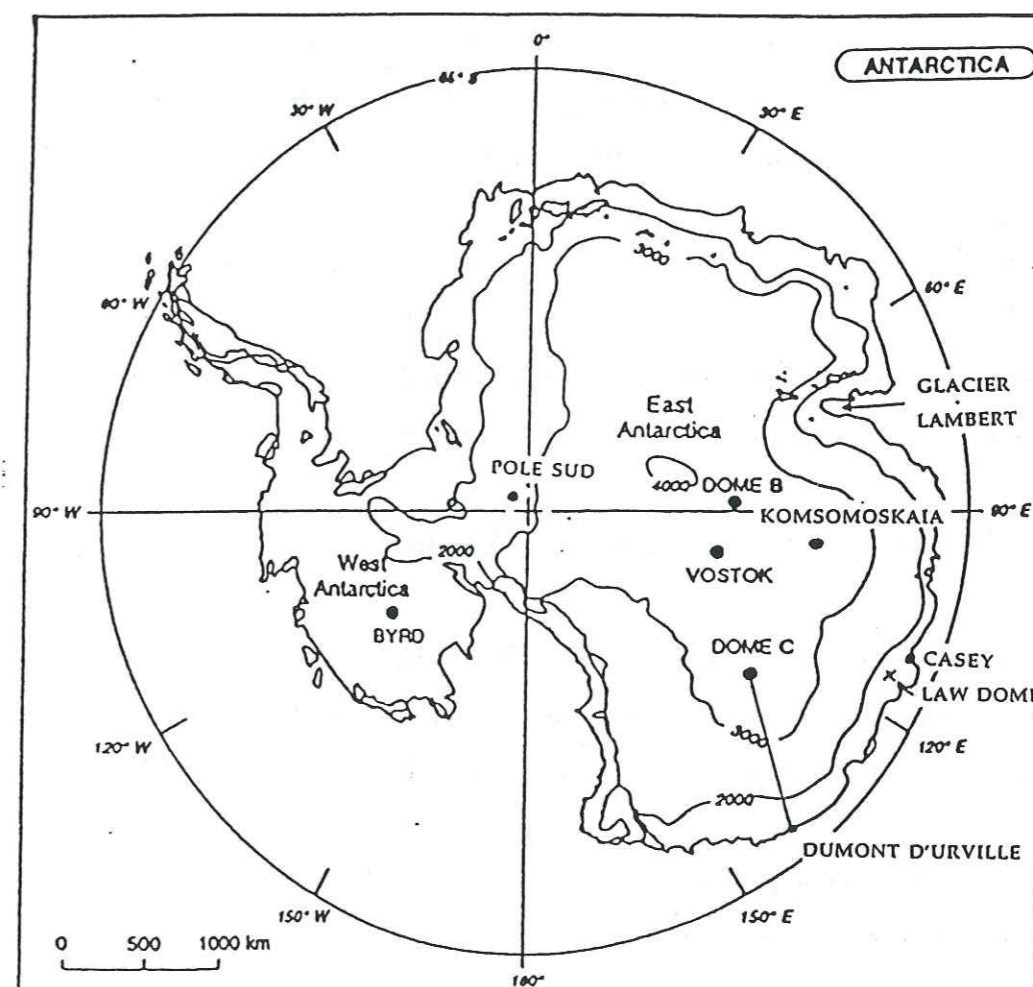 0°
ANTARCTICA
66° S
30° W
30° E
60° W
60° E
3000
GLACIER
LAMBERT
East
Antarctica
POLE SUD
4000
DOME B
90° W
KOMSOMOSKAIA
90° E
2000
West
Antarctica
VOSTOK
BYRD
DOME C
CASEY
LAW DOME
3000
120° W
120° E
2000
DUMONT D'URVILLE
150° W
150° E
0 500 1000 km
180°